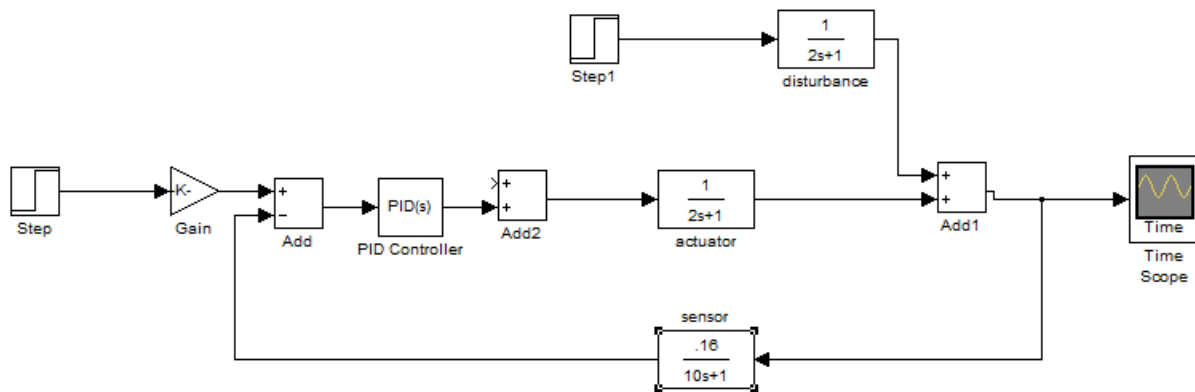 1
2s+1
Step1
disturbance
K-
+
−
PID(s)
+
+
1
2s+1
+
+
Time
Step
Gain
Add
PID Controller
Add2
actuator
Add1
Time
Scope
sensor
.16
10s+1